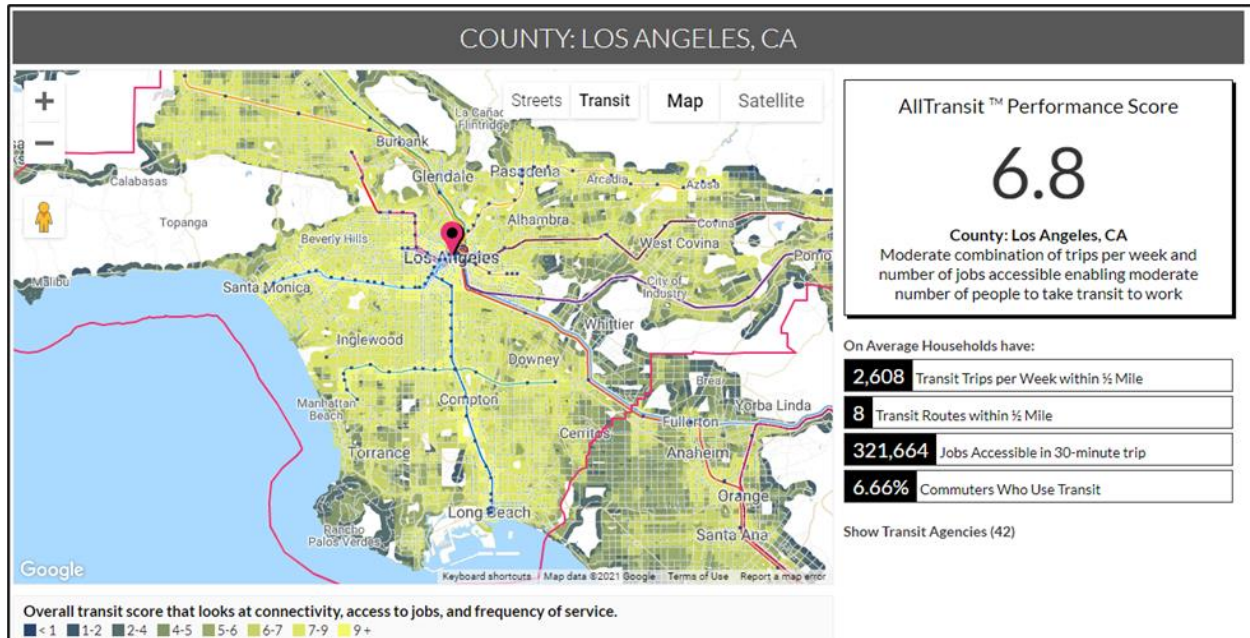 COUNTY: LOS ANGELES, CA
Streets Transit Map Satellite
La Cañad
Flintridge
Burbank
Glendale
Pasadena
Arcadia
Azusa
Calabasas
Topanga
Alhambra
Covina
Beverly Hills
West Covina
Los Angeles
Pomo
Malibu
Santa Monica
City of
Industry
Whittier
Inglewood
Downey
Brea
Manhattan
Beach
Compton
Yorba Linda
Fullerton
Cerritos
Anaheim
Torrance
Orange
Long Beach
Rancho
Palos Verdes
Santa Ana
Google
Keyboard shortcuts Map data ©2021 Google Terms of Use Report a map error
Overall transit score that looks at connectivity, access to jobs, and frequency of service.
< 1 1-2 2-4 4-5 5-6 6-7 7-9 9 +
AllTransit ™ Performance Score
6.8
County: Los Angeles, CA
Moderate combination of trips per week and
number of jobs accessible enabling moderate
number of people to take transit to work
On Average Households have:
2,608 Transit Trips per Week within ½ Mile
8 Transit Routes within ½ Mile
321,664 Jobs Accessible in 30-minute trip
6.66% Commuters Who Use Transit
Show Transit Agencies (42)